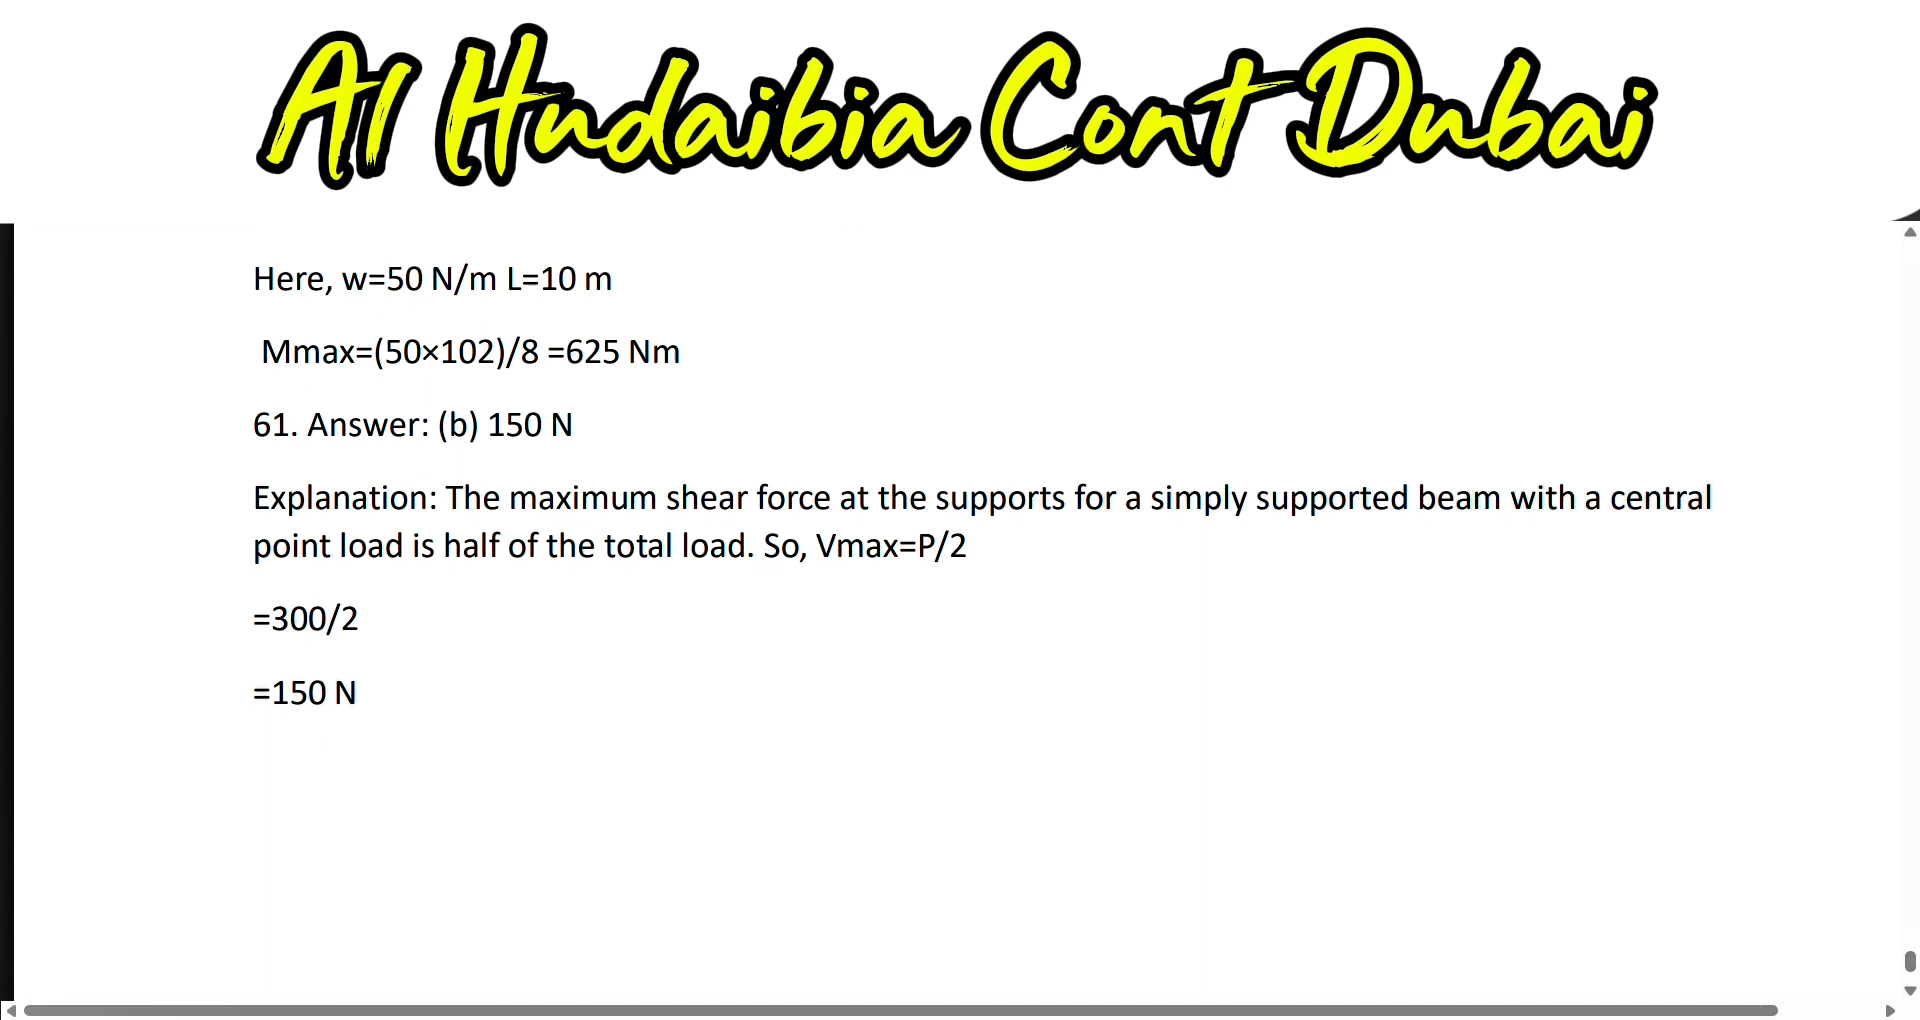 Al Hudaibia Cont Dubai
Here, w=50 N/m L=10 m
Mmax=(50×102)/8 =625 Nm
61. Answer: (b) 150 N
Explanation: The maximum shear force at the supports for a simply supported beam with a central
point load is half of the total load. So, Vmax=P/2
=300/2
=150 N